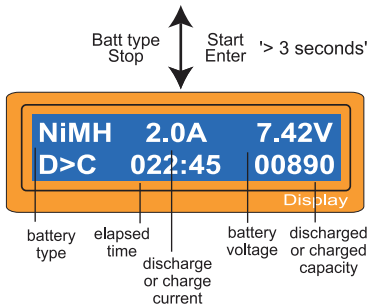 Batt type Start '> 3 seconds'
Stop Enter
NiMH 2.0A 7.42V
D>C 022:45 00890
Display
battery elapsed battery discharged
type time voltage or charged
discharge capacity
or charge
current